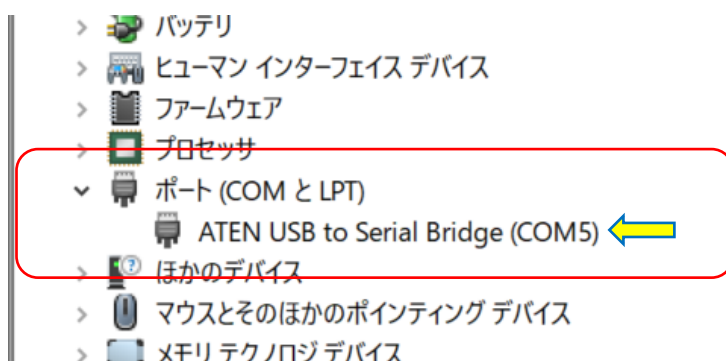 バッテリ
ヒューマン インターフェイス デバイス
ファームウェア
プロセッサ
ポート (COM と LPT)
ATEN USB to Serial Bridge (COM5)
ほかのデバイス
マウスとそのほかのポインティング デバイス
メモリ テクノロジ デバイス